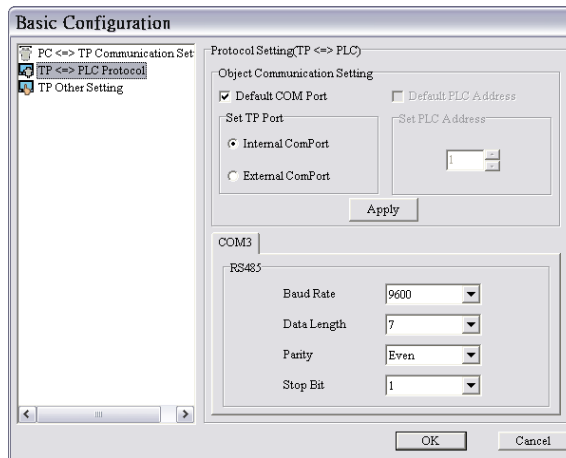 Basic Configuration
PC <=> TP Communication Set
TP <=> PLC Protocol
TP Other Setting
Protocol Setting(TP <=> PLC)
Object Communication Setting
Default COM Port
Default PLC Address
Set TP Port
Internal ComPort
External ComPort
Set PLC Address
1
Apply
COM3
RS485
Baud Rate 9600
Data Length 7
Parity Even
Stop Bit 1
OK Cancel